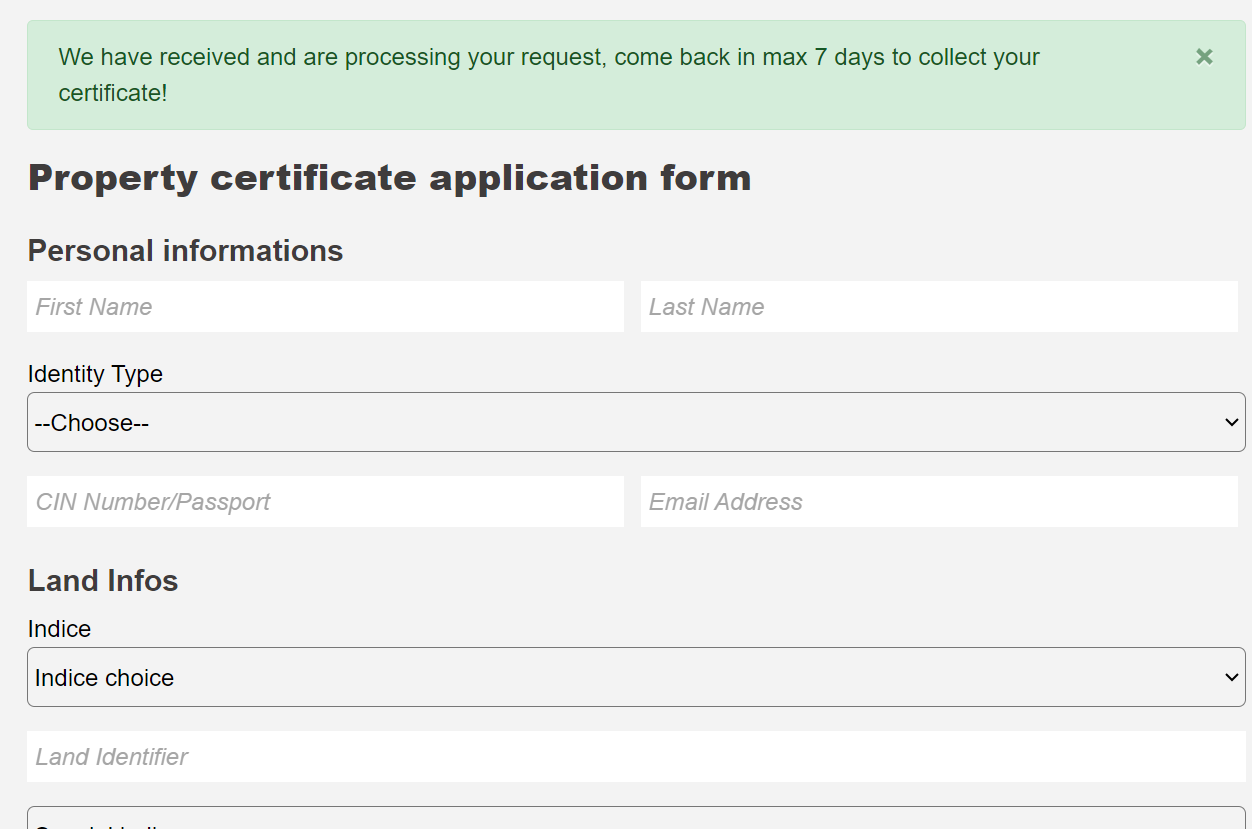 We have received and are processing your request, come back in max 7 days to collect your
certificate!
×
Property certificate application form
Personal informations
First Name
Last Name
Identity Type
--Choose--
CIN Number/Passport
Email Address
Land Infos
Indice
Indice choice
Land Identifier